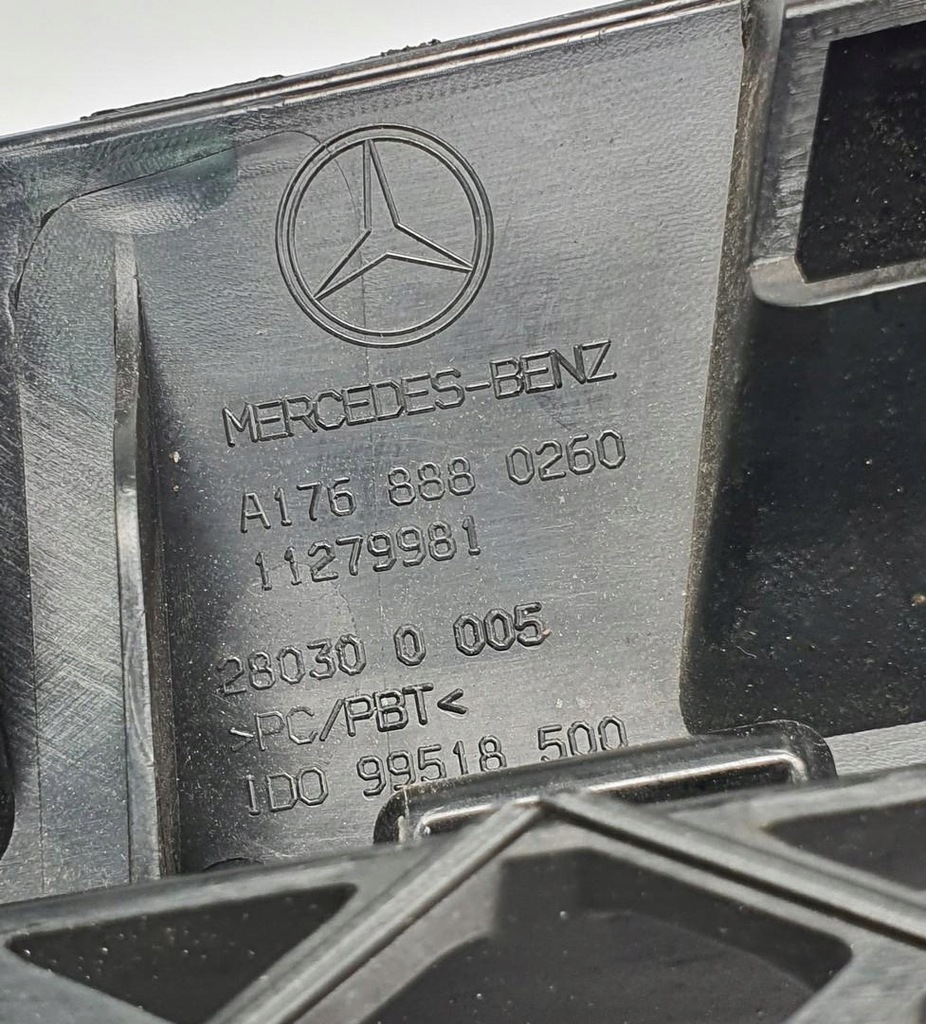 MERCEDES-BENZ
A176 888 0260
11279981
28030 0 005
>PC/PBT<
1D0 99518 500